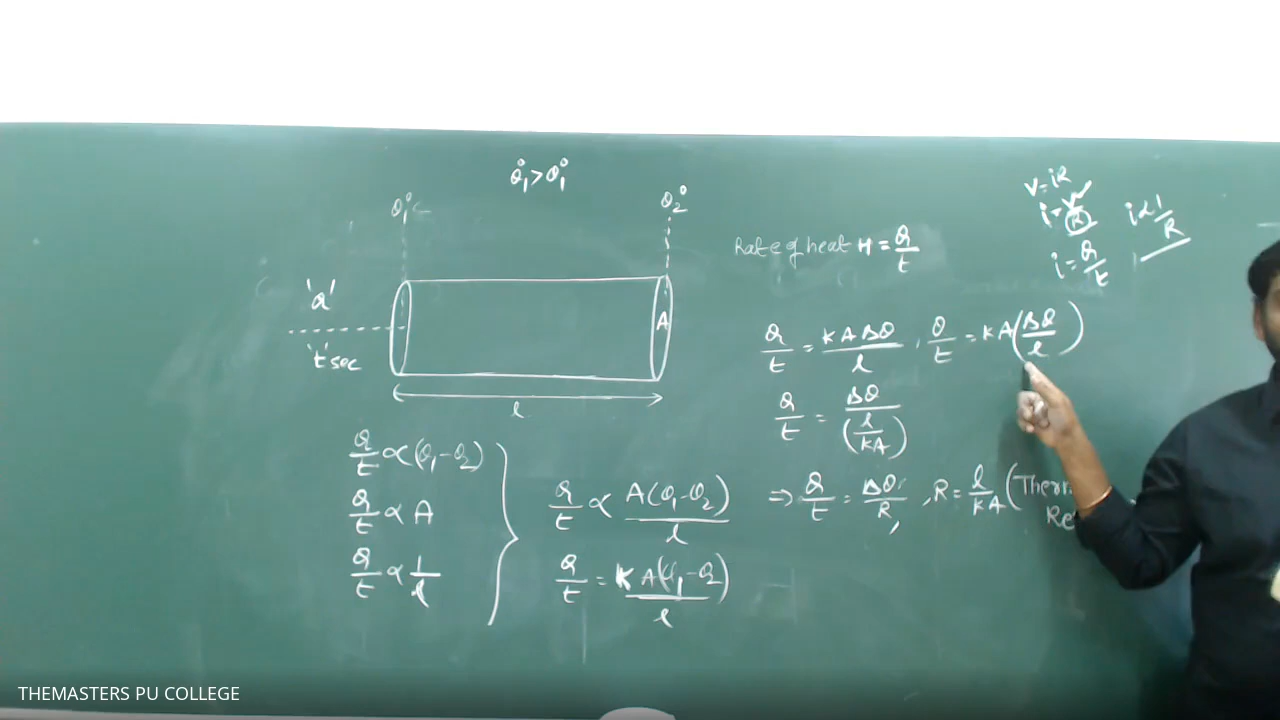 θ₁° > θ₁°
θ₁°C
θ₂°
'Q'
't' sec
A
l
Q/t ∝ (θ₁-θ₂)
Q/t ∝ A
Q/t ∝ 1/l
Q/t ∝ A(θ₁-θ₂)/l
Q/t = KA(θ₁-θ₂)/l
Rate of heat H = Q/t
Q/t = KAΔθ/l , Q/t = KA(Δθ/l)
Q/t = Δθ/(l/KA)
⇒ Q/t = Δθ/R , R = l/KA (Ther
Re
V=iR
i=V/R
i∝1/R
i=Q/t
THEMASTERS PU COLLEGE